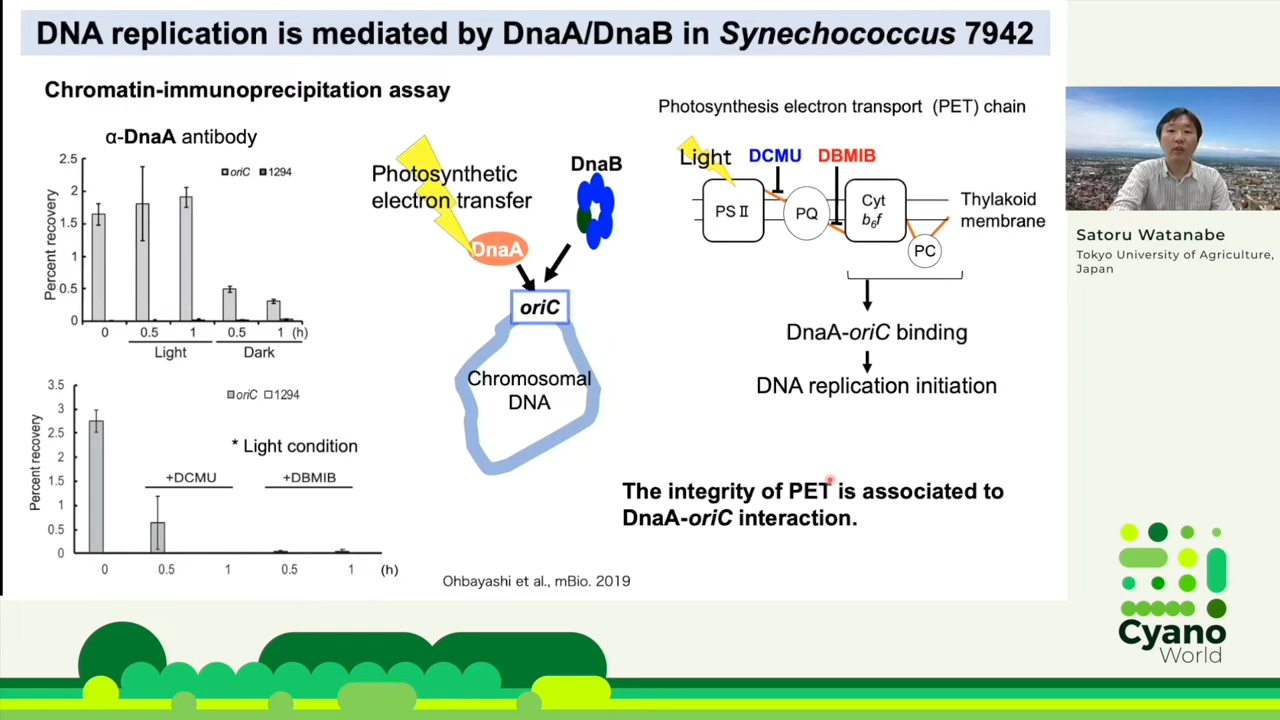 DNA replication is mediated by DnaA/DnaB in Synechococcus 7942
Chromatin-immunoprecipitation assay
α-DnaA antibody
Percent recovery
2.5
2
1.5
1
0.5
0
oriC 1294
0 0.5 1 0.5 1 (h)
Light Dark
Percent recovery
3.5
3
2.5
2
1.5
1
0.5
0
oriC 1294
* Light condition
+DCMU +DBMIB
0 0.5 1 0.5 1 (h)
Photosynthetic
electron transfer
DnaB
DnaA
oriC
Chromosomal
DNA
Ohbayashi et al., mBio. 2019
Photosynthesis electron transport (PET) chain
Light DCMU DBMIB
PS II
PQ
Cyt
b6f
PC
Thylakoid
membrane
DnaA-oriC binding
DNA replication initiation
The integrity of PET is associated to
DnaA-oriC interaction.
Satoru Watanabe
Tokyo University of Agriculture,
Japan
Cyano
World